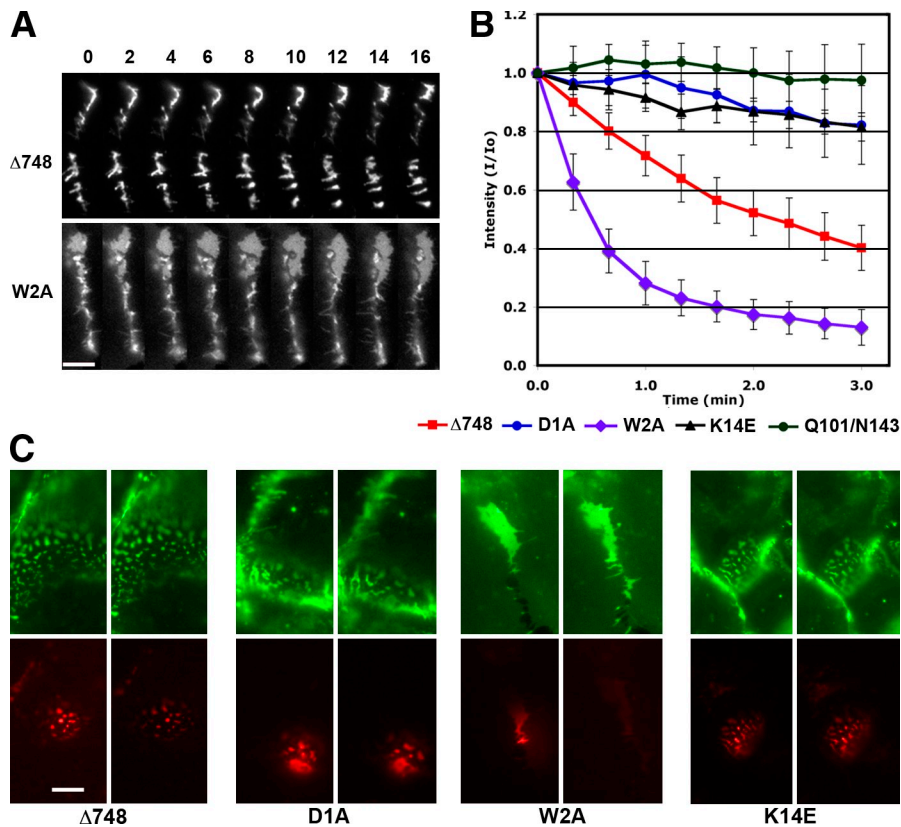 A
0 2 4 6 8 10 12 14 16
Δ748
W2A
B
1.2
1.0
0.8
0.6
0.4
0.2
0.0
Intensity (I/Io)
0.0 1.0 2.0 3.0
Time (min)
Δ748 D1A W2A K14E Q101/N143
C
Δ748 D1A W2A K14E